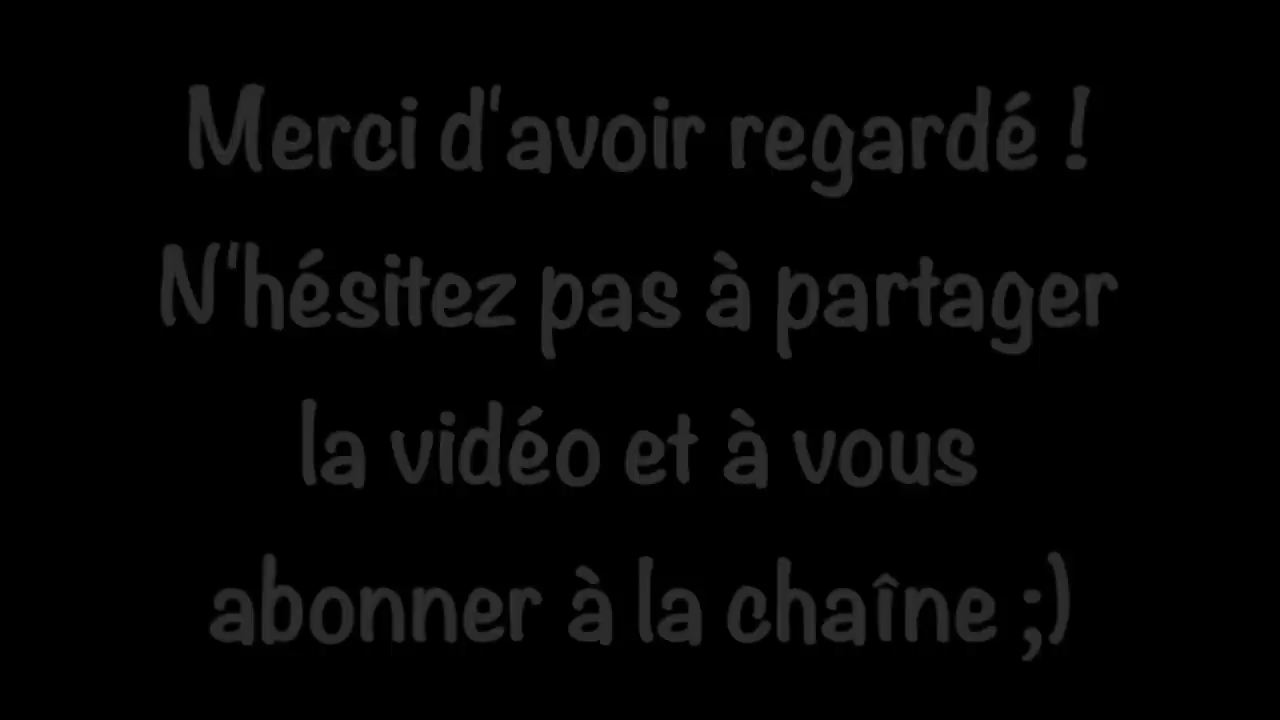 Merci d'avoir regardé !
N'hésitez pas à partager
la vidéo et à vous
abonner à la chaîne ;)